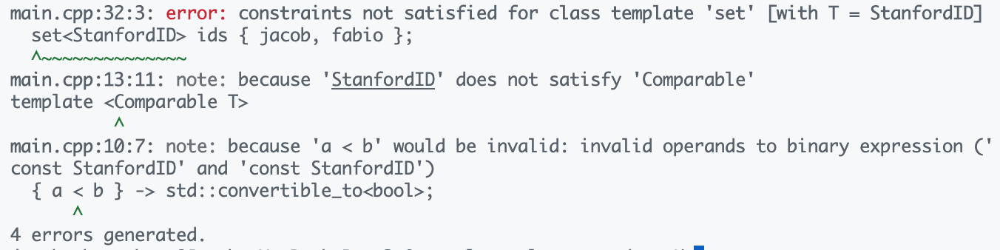 main.cpp:32:3: error: constraints not satisfied for class template 'set' [with T = StanfordID]
  set<StanfordID> ids { jacob, fabio };
  ^~~~~~~~~~~~~~~
main.cpp:13:11: note: because 'StanfordID' does not satisfy 'Comparable'
template <Comparable T>
          ^
main.cpp:10:7: note: because 'a < b' would be invalid: invalid operands to binary expression ('
const StanfordID' and 'const StanfordID')
  { a < b } -> std::convertible_to<bool>;
      ^
4 errors generated.